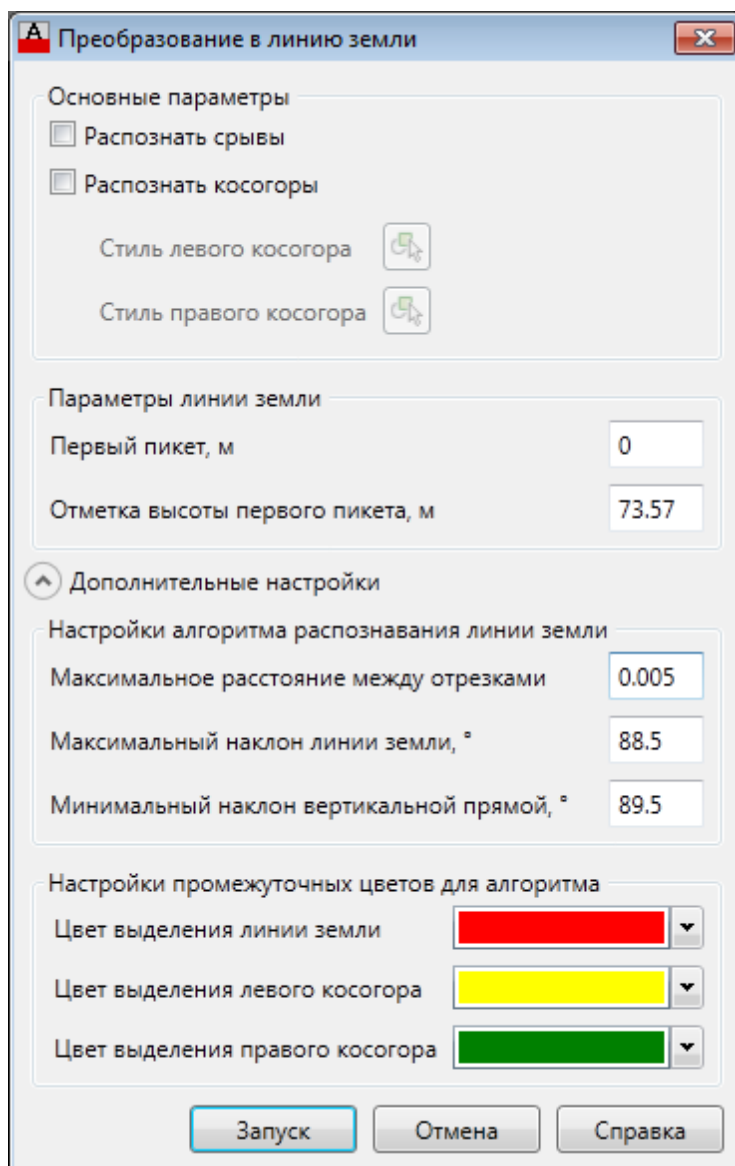 Преобразование в линию земли
Основные параметры
Распознать срывы
Распознать косогоры
Стиль левого косогора
Стиль правого косогора
Параметры линии земли
Первый пикет, м 0
Отметка высоты первого пикета, м 73.57
Дополнительные настройки
Настройки алгоритма распознавания линии земли
Максимальное расстояние между отрезками 0.005
Максимальный наклон линии земли, ° 88.5
Минимальный наклон вертикальной прямой, ° 89.5
Настройки промежуточных цветов для алгоритма
Цвет выделения линии земли
Цвет выделения левого косогора
Цвет выделения правого косогора
Запуск Отмена Справка